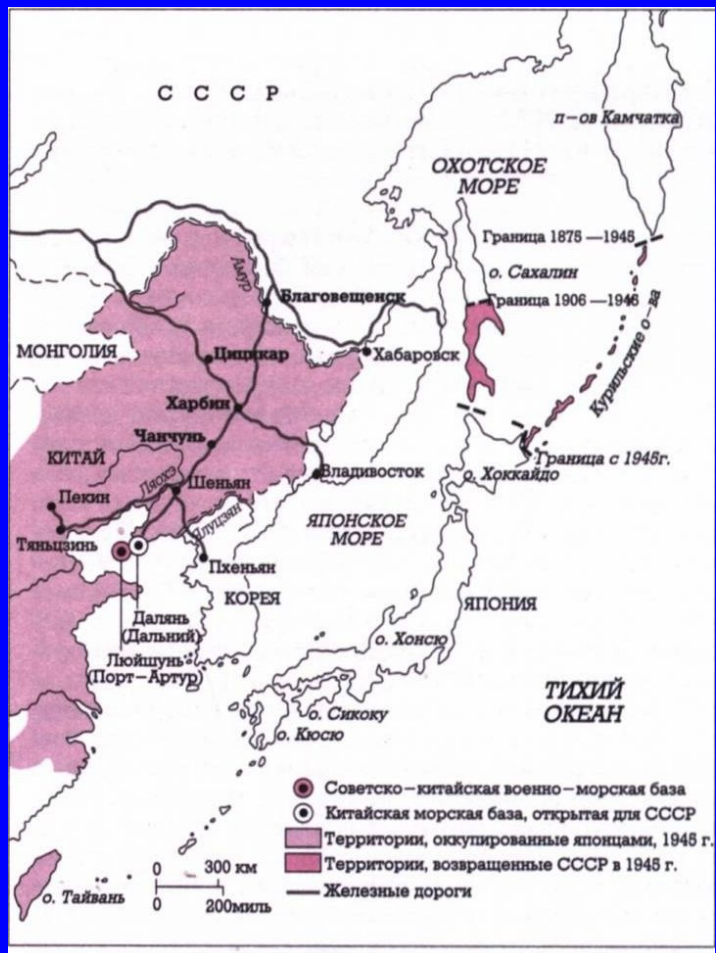 С С С Р
п-ов Камчатка
ОХОТСКОЕ
МОРЕ
Граница 1875 — 1945
о. Сахалин
Граница 1906 — 1945
Курильские о-ва
Амур
Благовещенск
МОНГОЛИЯ
Цицикар
Хабаровск
Харбин
Чанчунь
КИТАЙ
Граница с 1945г.
о. Хоккайдо
Ляохэ
Шеньян
Владивосток
Пекин
ЯПОНСКОЕ
МОРЕ
Тяньцзинь
Пхеньян
КОРЕЯ
ЯПОНИЯ
Далянь
(Дальний)
о. Хонсю
Люйшунь
(Порт-Артур)
ТИХИЙ
ОКЕАН
о. Сикоку
о. Кюсю
Советско-китайская военно-морская база
Китайская морская база, открытая для СССР
Территории, оккупированные японцами, 1945 г.
Территории, возвращенные СССР в 1945 г.
Железные дороги
0 300 км
0 200миль
о. Тайвань